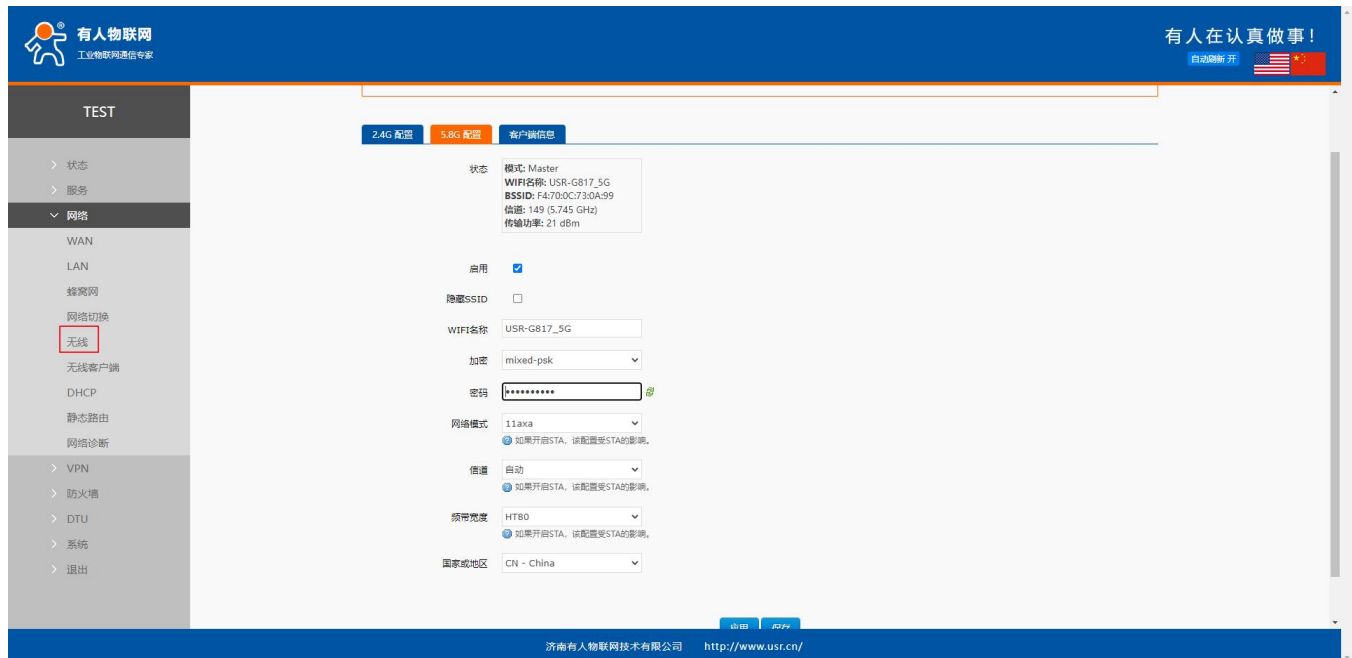 有人物联网
®
工业物联网通信专家
有人在认真做事！
自动刷新 开
TEST
状态
服务
网络
WAN
LAN
蜂窝网
网络切换
无线
无线客户端
DHCP
静态路由
网络诊断
VPN
防火墙
DTU
系统
退出
2.4G 配置 5.8G 配置 客户端信息
状态 模式: Master
WIFI名称: USR-G817_5G
BSSID: F4:70:0C:73:0A:99
信道: 149 (5.745 GHz)
传输功率: 21 dBm
启用
隐藏SSID
WIFI名称 USR-G817_5G
加密 mixed-psk
密码 ••••••••••
网络模式 11axa
如果开启STA，该配置受STA的影响。
信道 自动
如果开启STA，该配置受STA的影响。
频带宽度 HT80
如果开启STA，该配置受STA的影响。
国家或地区 CN - China
应用 保存
济南有人物联网技术有限公司 http://www.usr.cn/